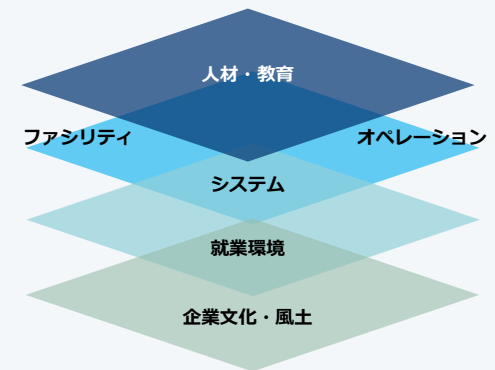 人材・教育
ファシリティ
オペレーション
システム
就業環境
企業文化・風土